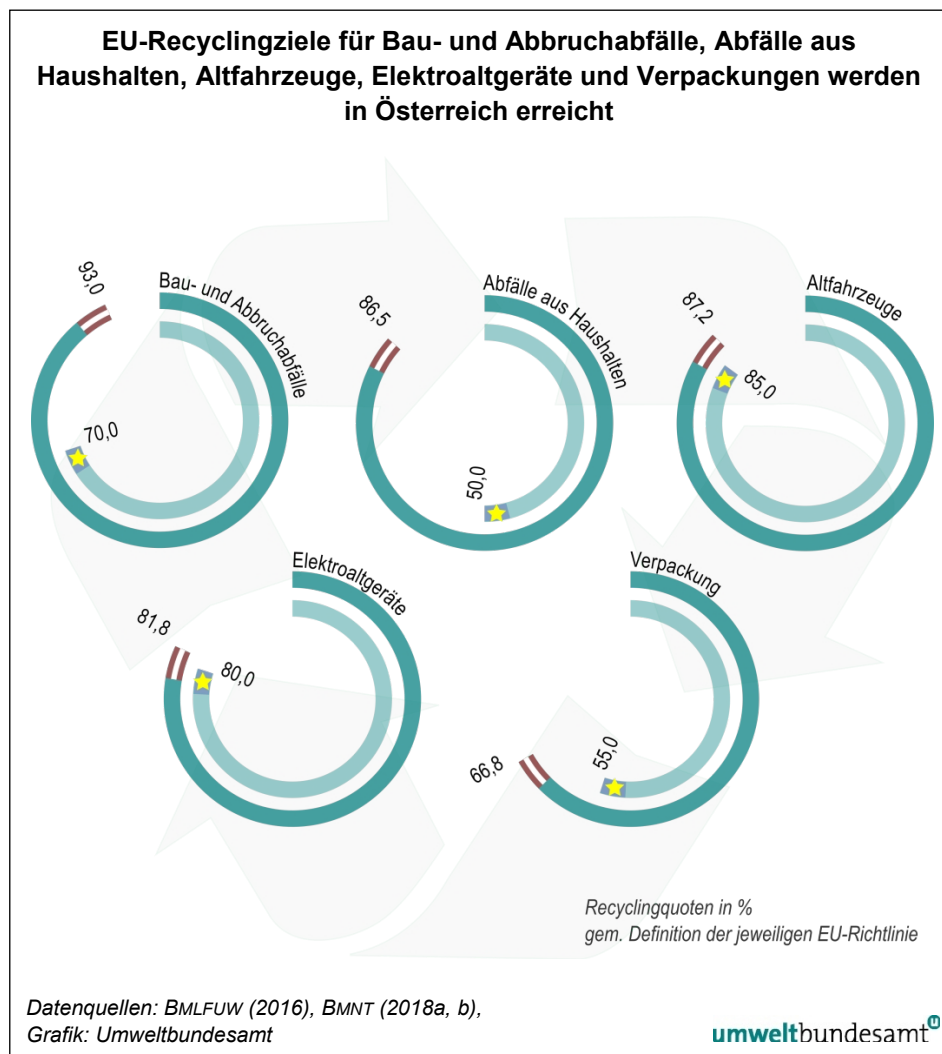 EU-Recyclingziele für Bau- und Abbruchabfälle, Abfälle aus
Haushalten, Altfahrzeuge, Elektroaltgeräte und Verpackungen werden
in Österreich erreicht
Bau- und Abbruchabfälle
93,0
70,0
Abfälle aus Haushalten
86,5
50,0
Altfahrzeuge
87,2
85,0
Elektroaltgeräte
81,8
80,0
Verpackung
66,8
55,0
Recyclingquoten in %
gem. Definition der jeweiligen EU-Richtlinie
Datenquellen: BMLFUW (2016), BMNT (2018a, b),
Grafik: Umweltbundesamt
umweltbundesamt u